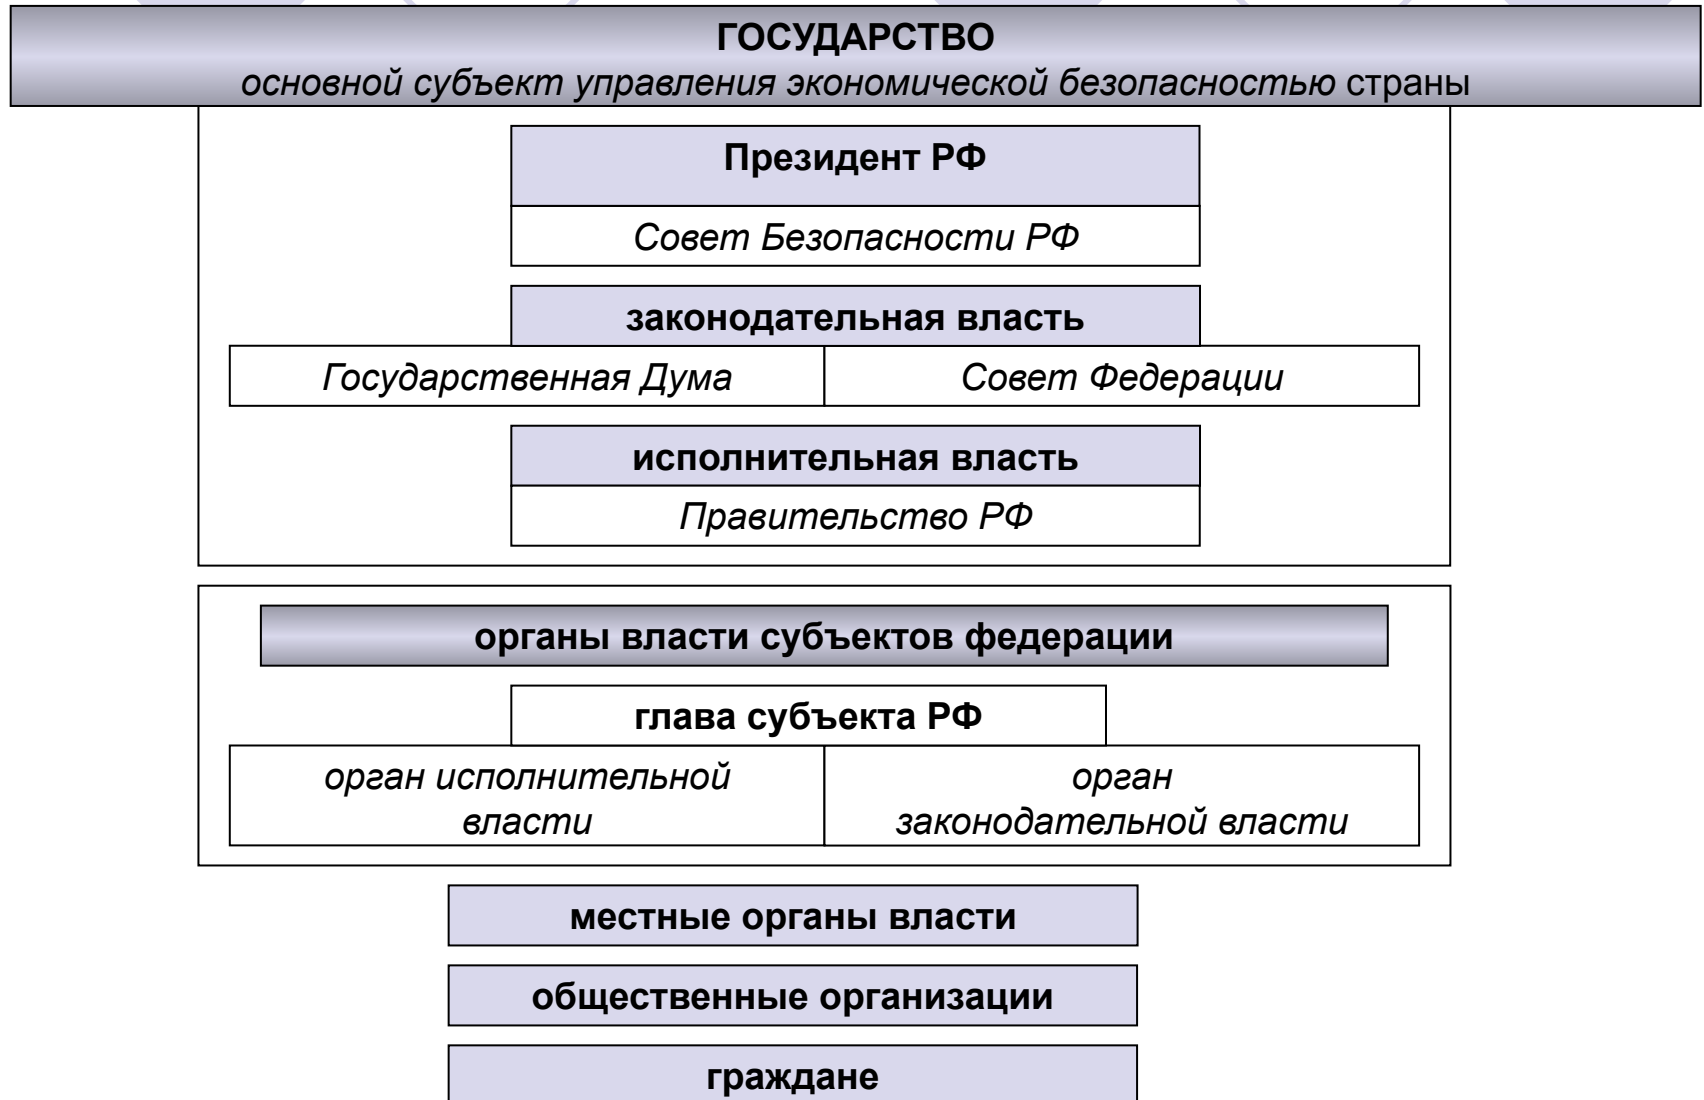 ГОСУДАРСТВО
основной субъект управления экономической безопасностью страны
Президент РФ
Совет Безопасности РФ
законодательная власть
Государственная Дума
Совет Федерации
исполнительная власть
Правительство РФ
органы власти субъектов федерации
глава субъекта РФ
орган исполнительной
власти
орган
законодательной власти
местные органы власти
общественные организации
граждане